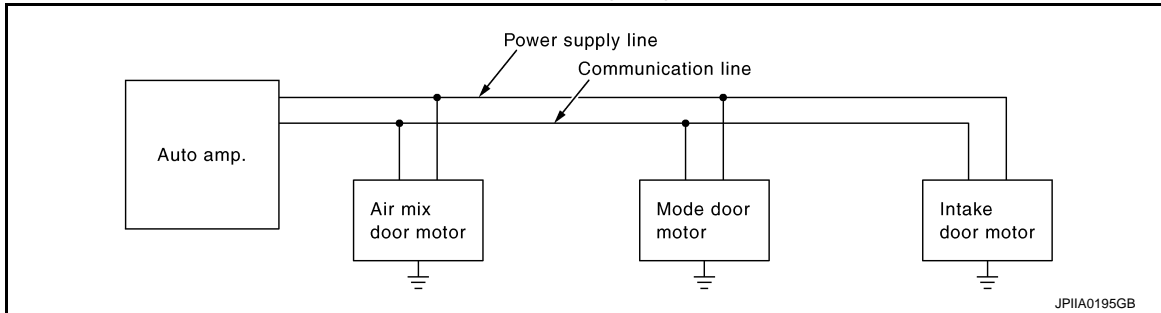 Power supply line
Communication line
Auto amp.
Air mix
door motor
Mode door
motor
Intake
door motor
JPIIA0195GB